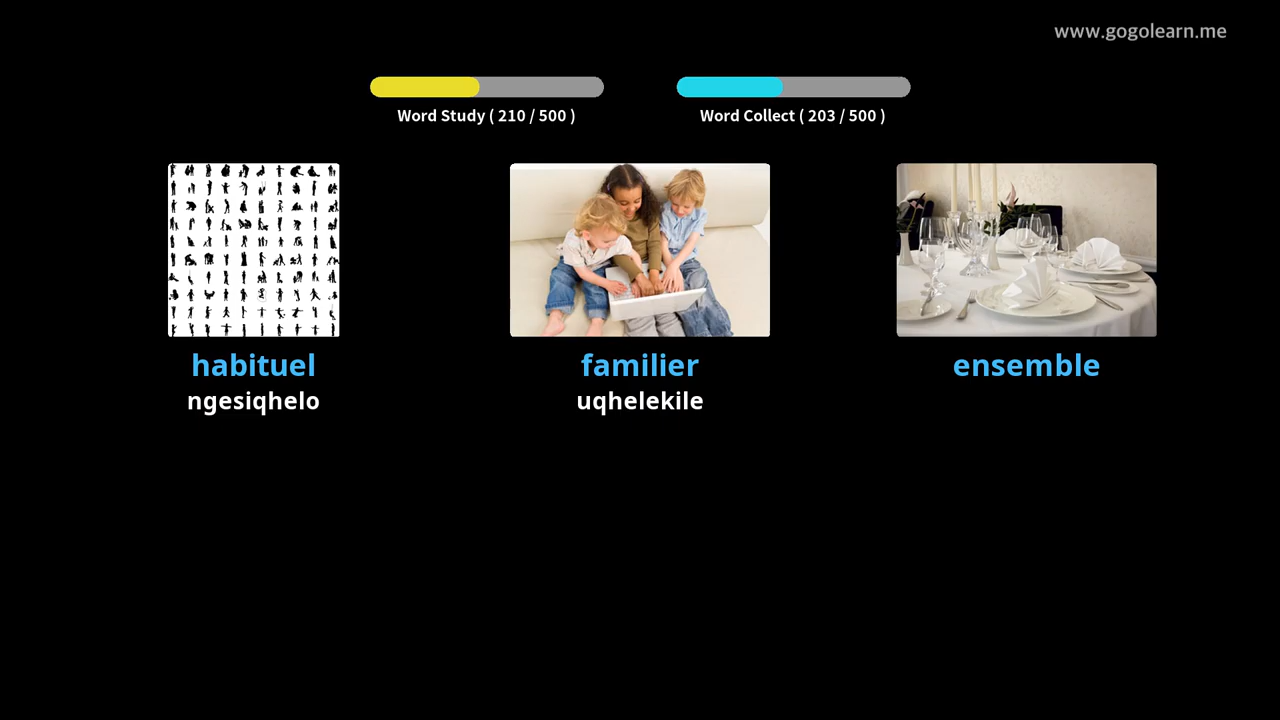 www.gogolearn.me
Word Study ( 210 / 500 )
Word Collect ( 203 / 500 )
habituel
ngesiqhelo
familier
uqhelekile
ensemble